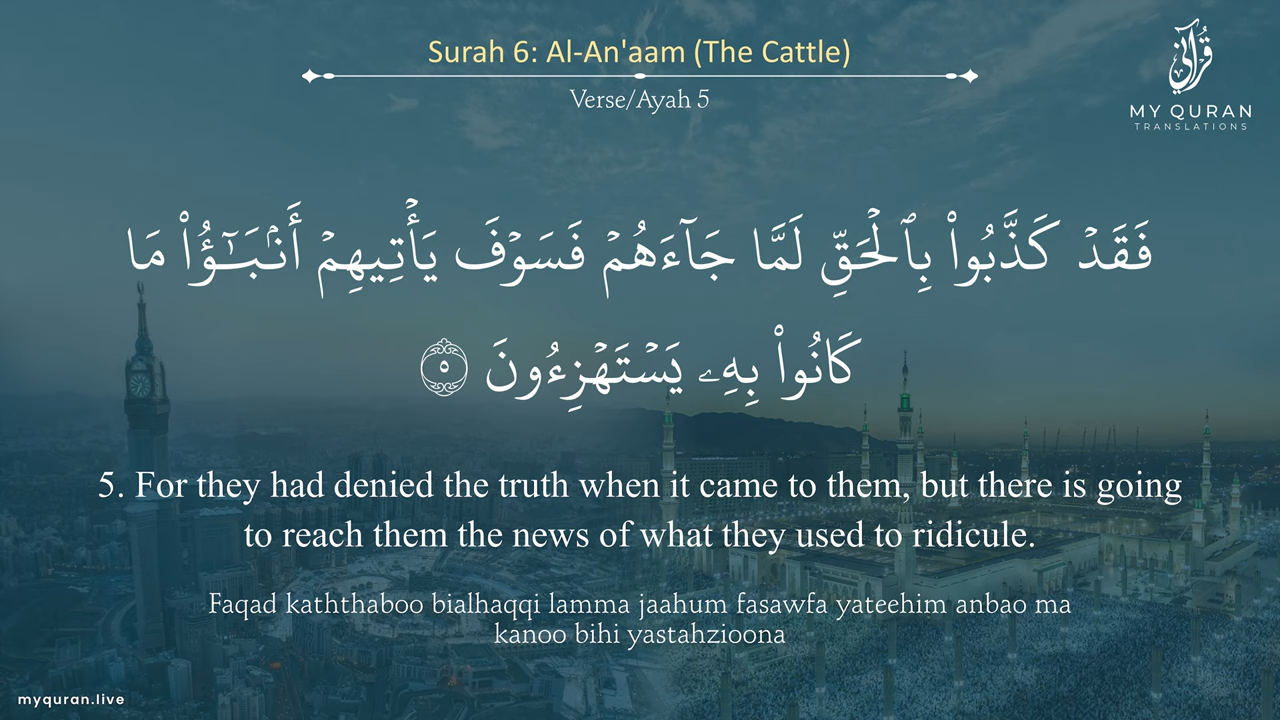 Surah 6: Al-An'aam (The Cattle)
Verse/Ayah 5
قُرْآنِي
MY QURAN
TRANSLATIONS
فَقَدْ كَذَّبُوا۟ بِٱلْحَقِّ لَمَّا جَآءَهُمْ فَسَوْفَ يَأْتِيهِمْ أَنۢبَـٰٓؤُا۟ مَا
كَانُوا۟ بِهِۦ يَسْتَهْزِءُونَ ٥
5. For they had denied the truth when it came to them, but there is going
to reach them the news of what they used to ridicule.
Faqad kaththaboo bialhaqqi lamma jaahum fasawfa yateehim anbao ma
kanoo bihi yastahzioona
myquran.live